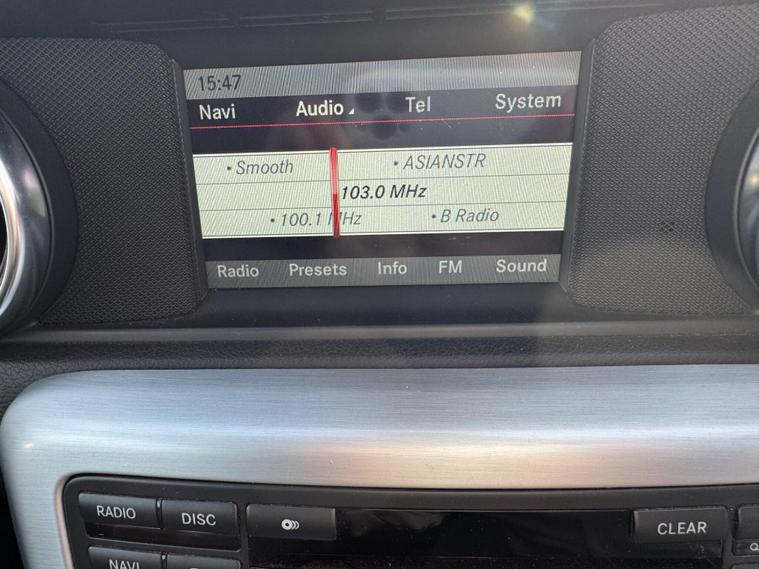 15:47
Navi Audio Tel System
• Smooth • ASIANSTR
103.0 MHz
• 100.1 MHz • B Radio
Radio Presets Info FM Sound
RADIO DISC CLEAR
NAVI